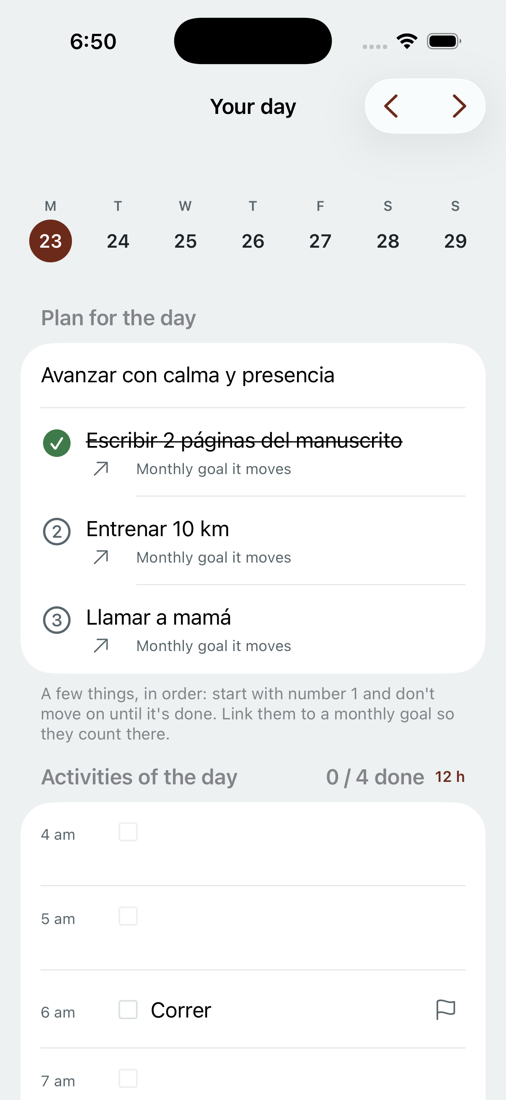 6:50
Your day
M T W T F S S
23 24 25 26 27 28 29
Plan for the day
Avanzar con calma y presencia
Escribir 2 páginas del manuscrito
Monthly goal it moves
2 Entrenar 10 km
Monthly goal it moves
3 Llamar a mamá
Monthly goal it moves
A few things, in order: start with number 1 and don't
move on until it's done. Link them to a monthly goal so
they count there.
Activities of the day 0 / 4 done 12 h
4 am
5 am
6 am Correr
7 am